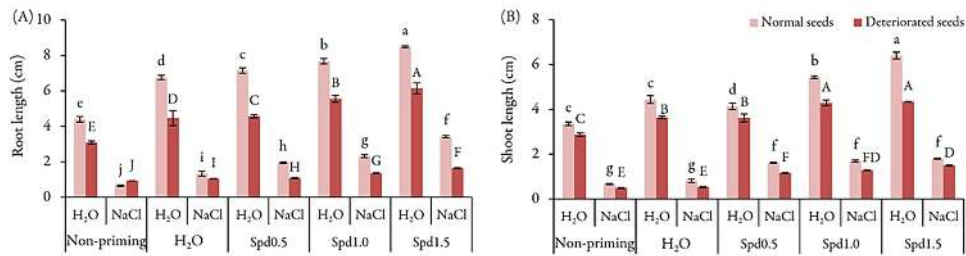 (A)
10
8
6
4
2
0
Root length (cm)
e E j J d D i I c C h H b B g G a A f F
H₂O NaCl H₂O NaCl H₂O NaCl H₂O NaCl H₂O NaCl
Non-priming H₂O Spd0.5 Spd1.0 Spd1.5
(B)
Normal seeds Deteriorated seeds
8
6
4
2
0
Shoot length (cm)
C g E c B g E d B f F b A f FD a A f D
H₂O NaCl H₂O NaCl H₂O NaCl H₂O NaCl H₂O NaCl
Non-priming H₂O Spd0.5 Spd1.0 Spd1.5